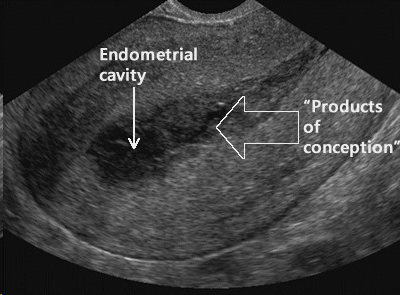 Endometrial
cavity
“Products
of
conception”